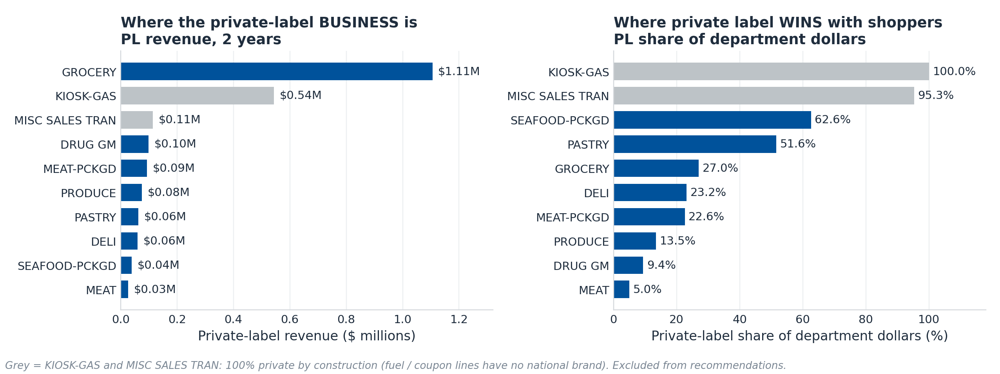 Where the private-label BUSINESS is
PL revenue, 2 years
GROCERY $1.11M
KIOSK-GAS $0.54M
MISC SALES TRAN $0.11M
DRUG GM $0.10M
MEAT-PCKGD $0.09M
PRODUCE $0.08M
PASTRY $0.06M
DELI $0.06M
SEAFOOD-PCKGD $0.04M
MEAT $0.03M
0.0 0.2 0.4 0.6 0.8 1.0 1.2
Private-label revenue ($ millions)
Where private label WINS with shoppers
PL share of department dollars
KIOSK-GAS 100.0%
MISC SALES TRAN 95.3%
SEAFOOD-PCKGD 62.6%
PASTRY 51.6%
GROCERY 27.0%
DELI 23.2%
MEAT-PCKGD 22.6%
PRODUCE 13.5%
DRUG GM 9.4%
MEAT 5.0%
0 20 40 60 80 100
Private-label share of department dollars (%)
Grey = KIOSK-GAS and MISC SALES TRAN: 100% private by construction (fuel / coupon lines have no national brand). Excluded from recommendations.